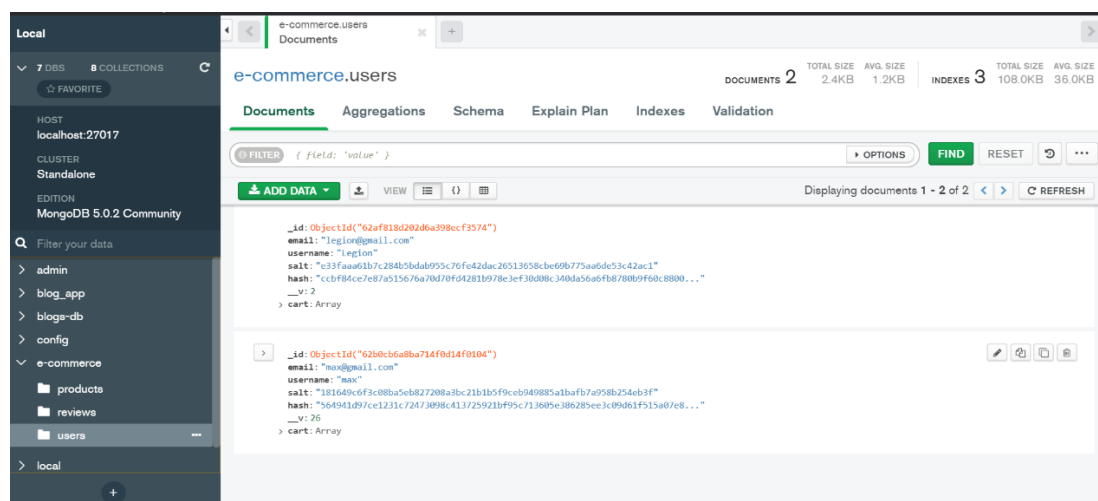 Local
7 DBS 8 COLLECTIONS
FAVORITE
HOST
localhost:27017
CLUSTER
Standalone
EDITION
MongoDB 5.0.2 Community
Filter your data
admin
blog_app
blogs-db
config
e-commerce
products
reviews
users
local
e-commerce.users
Documents
e-commerce.users
DOCUMENTS 2 TOTAL SIZE 2.4KB AVG. SIZE 1.2KB INDEXES 3 TOTAL SIZE 108.0KB AVG. SIZE 36.0KB
Documents Aggregations Schema Explain Plan Indexes Validation
FILTER { field: 'value' } OPTIONS FIND RESET
ADD DATA VIEW Displaying documents 1 - 2 of 2 REFRESH
_id: ObjectId("62af818d202d6a398ecf3574")
email: "legion@gmail.com"
username: "Legion"
salt: "e33faaa61b7c284b5bdab955c76fe42dac26513658cbe69b775aa6de53c42ac1"
hash: "ccbf84ce7e87a515676a70d70fd4281b978e3ef30d08c340da56a6fb8780b9f60c8800..."
__v: 2
cart: Array
_id: ObjectId("62b0cb6a8ba714f0d14f0104")
email: "max@gmail.com"
username: "max"
salt: "181649c6f3c08ba5eb827208a3bc21b1b5f9ceb949885a1bafb7a958b254eb3f"
hash: "564941d97ce1231c72473098c413725921bf95c713605e386285ee3c09d61f515a07e8..."
__v: 26
cart: Array